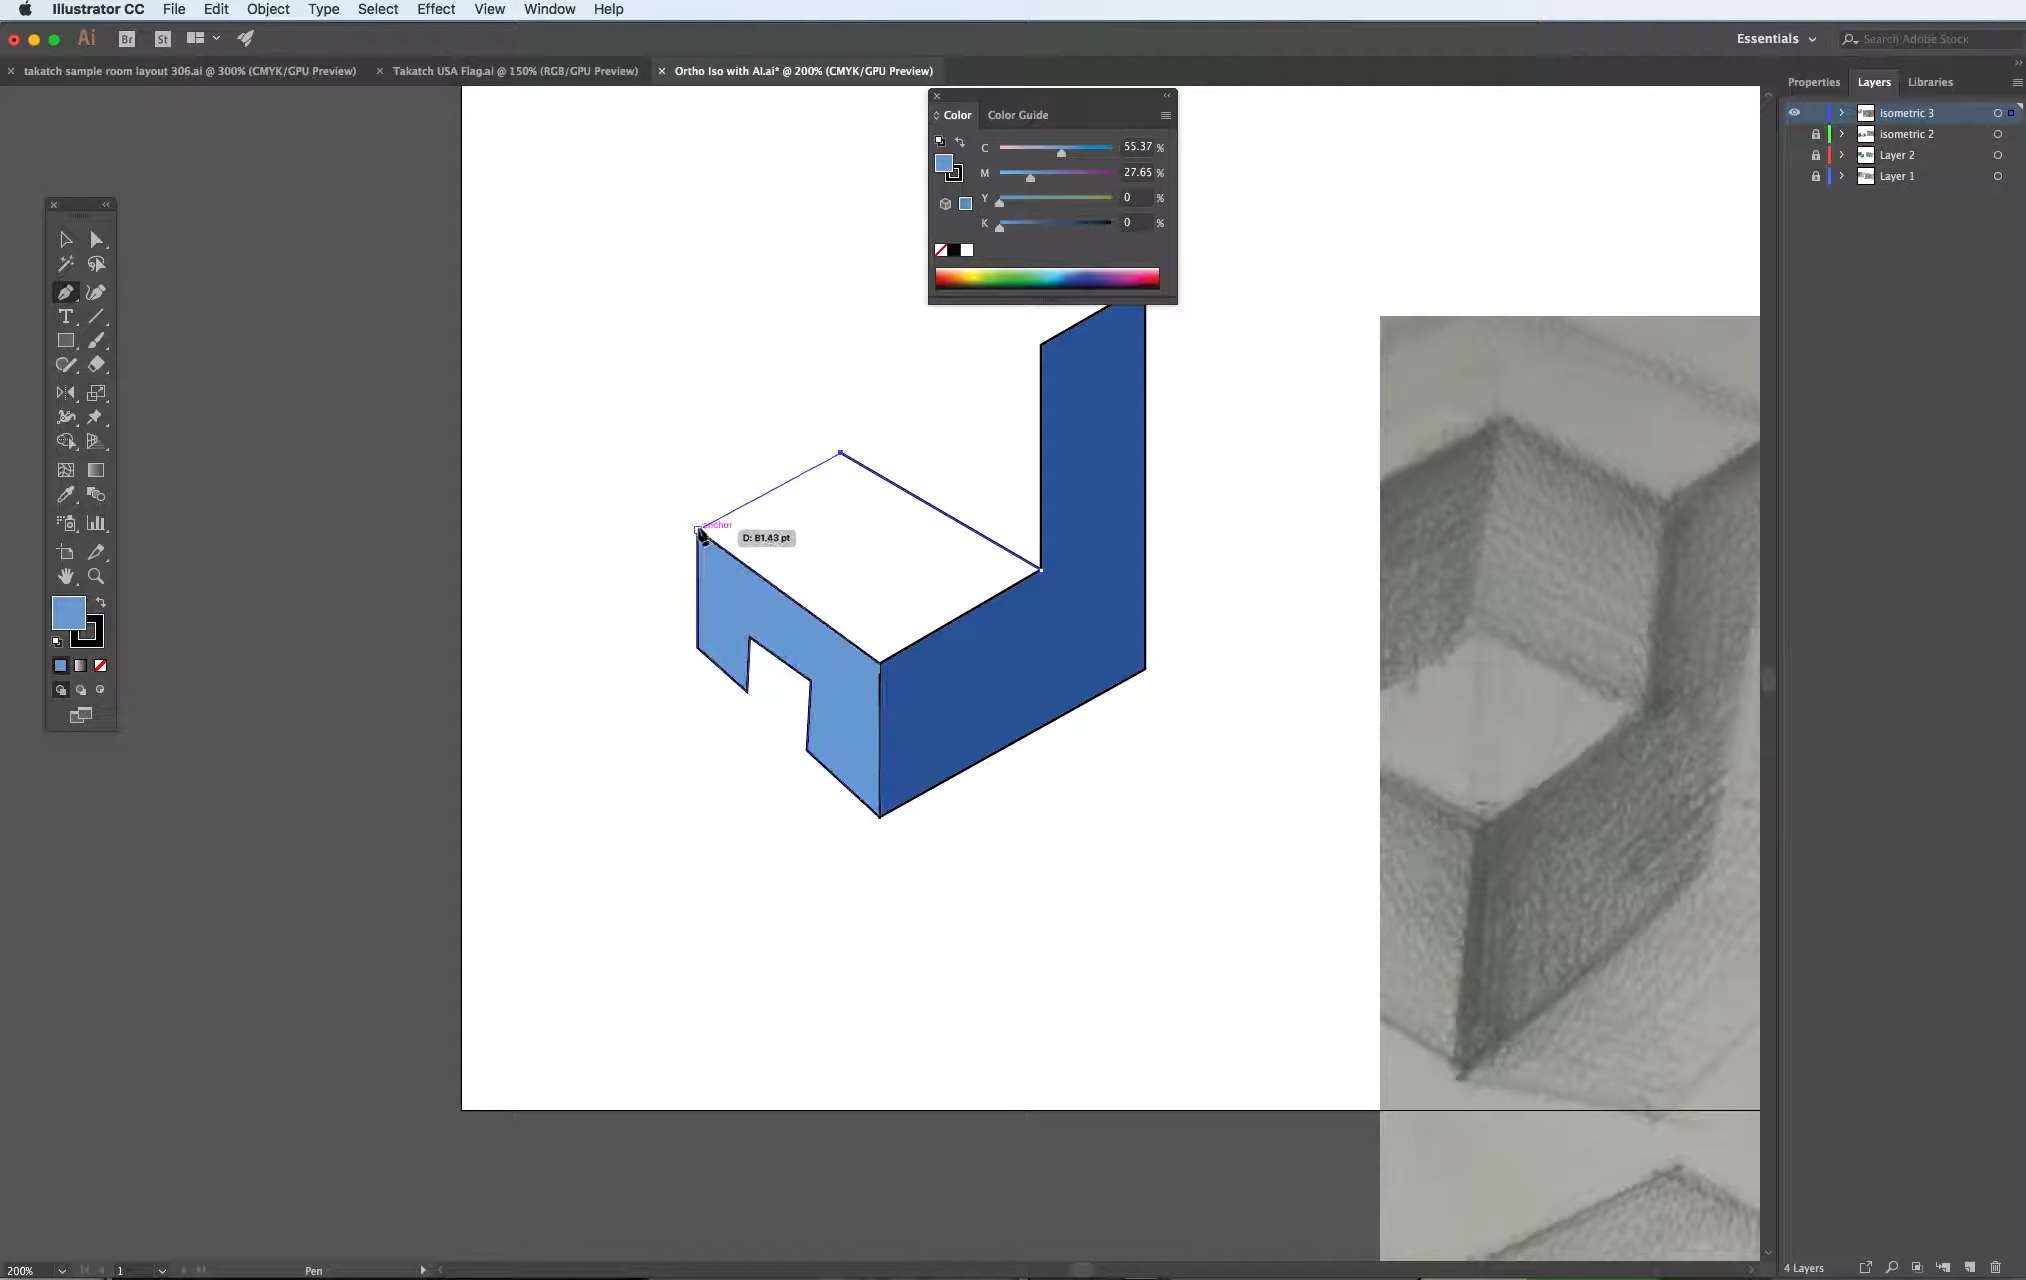 Illustrator CC File Edit Object Type Select Effect View Window Help
Ai Br St Essentials Search Adobe Stock
takatch sample room layout 306.ai @ 300% (CMYK/GPU Preview) Takatch USA Flag.ai @ 150% (RGB/GPU Preview) Ortho Iso with AI.ai* @ 200% (CMYK/GPU Preview)
Properties Layers Libraries
Color Color Guide
C 55.37 %
M 27.65 %
Y 0 %
K 0 %
isometric 3
isometric 2
Layer 2
Layer 1
anchor
D: 81.43 pt
200% 1 Pen 4 Layers